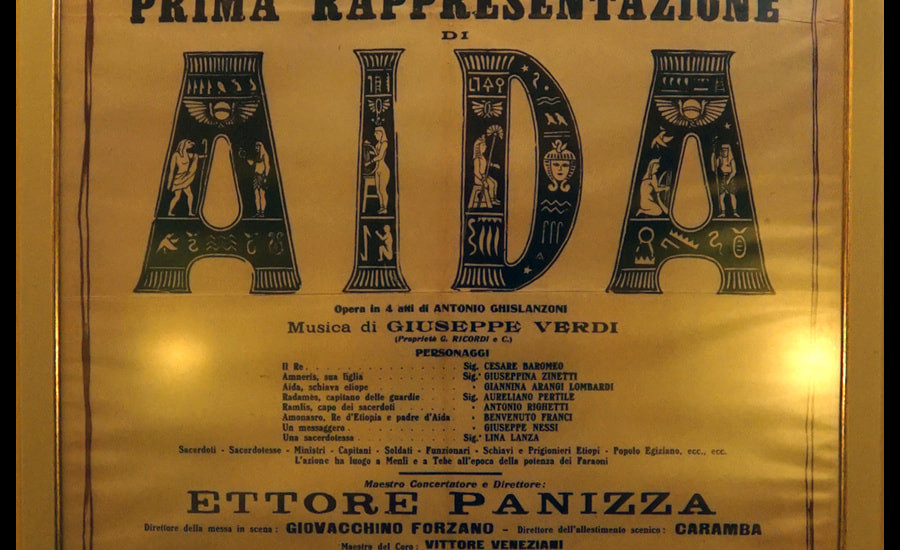 PRIMA RAPPRESENTAZIONE
DI
AIDA
Opera in 4 atti di ANTONIO GHISLANZONI
Musica di GIUSEPPE VERDI
(Proprietà G. RICORDI e C.)
PERSONAGGI
Il Re . . . . . . . . . . . Sig. CESARE BAROMEO
Amneris, sua figlia . . . . . . . . Sig.ª GIUSEPPINA ZINETTI
Aida, schiava etiope . . . . . . . . » GIANNINA ARANGI LOMBARDI
Radamès, capitano delle guardie . . . . Sig. AURELIANO PERTILE
Ramfis, capo dei sacerdoti . . . . . . » ANTONIO RIGHETTI
Amonasro, Re d'Etiopia e padre d'Aida . . » BENVENUTO FRANCI
Un messaggero . . . . . . . . . » GIUSEPPE NESSI
Una sacerdotessa . . . . . . . . Sig.ª LINA LANZA
Sacerdoti - Sacerdotesse - Ministri - Capitani - Soldati - Funzionari - Schiavi e Prigionieri Etiopi - Popolo Egiziano, ecc., ecc.
L'azione ha luogo a Menfi e a Tebe all'epoca della potenza dei Faraoni
Maestro Concertatore e Direttore:
ETTORE PANIZZA
Direttore della messa in scena: GIOVACCHINO FORZANO - Direttore dell'allestimento scenico: CARAMBA
Maestro del Coro: VITTORE VENEZIANI